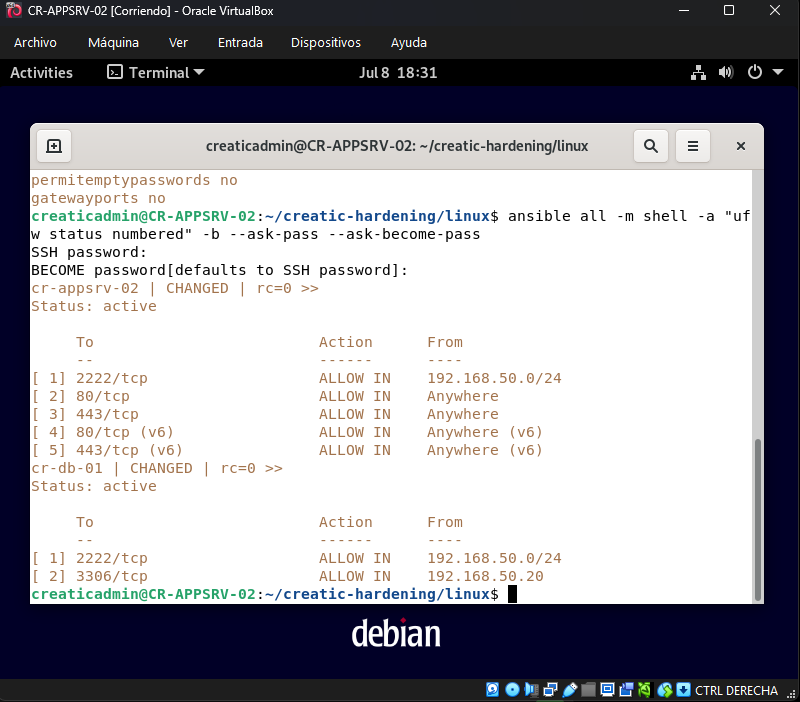 CR-APPSRV-02 [Corriendo] - Oracle VirtualBox
Archivo Máquina Ver Entrada Dispositivos Ayuda
Activities Terminal Jul 8 18:31
creaticadmin@CR-APPSRV-02: ~/creatic-hardening/linux
permitemptypasswords no
gatewayports no
creaticadmin@CR-APPSRV-02:~/creatic-hardening/linux$ ansible all -m shell -a "uf
w status numbered" -b --ask-pass --ask-become-pass
SSH password:
BECOME password[defaults to SSH password]:
cr-appsrv-02 | CHANGED | rc=0 >>
Status: active
To Action From
-- ------ ----
[ 1] 2222/tcp ALLOW IN 192.168.50.0/24
[ 2] 80/tcp ALLOW IN Anywhere
[ 3] 443/tcp ALLOW IN Anywhere
[ 4] 80/tcp (v6) ALLOW IN Anywhere (v6)
[ 5] 443/tcp (v6) ALLOW IN Anywhere (v6)
cr-db-01 | CHANGED | rc=0 >>
Status: active
To Action From
-- ------ ----
[ 1] 2222/tcp ALLOW IN 192.168.50.0/24
[ 2] 3306/tcp ALLOW IN 192.168.50.20
creaticadmin@CR-APPSRV-02:~/creatic-hardening/linux$
debian
CTRL DERECHA